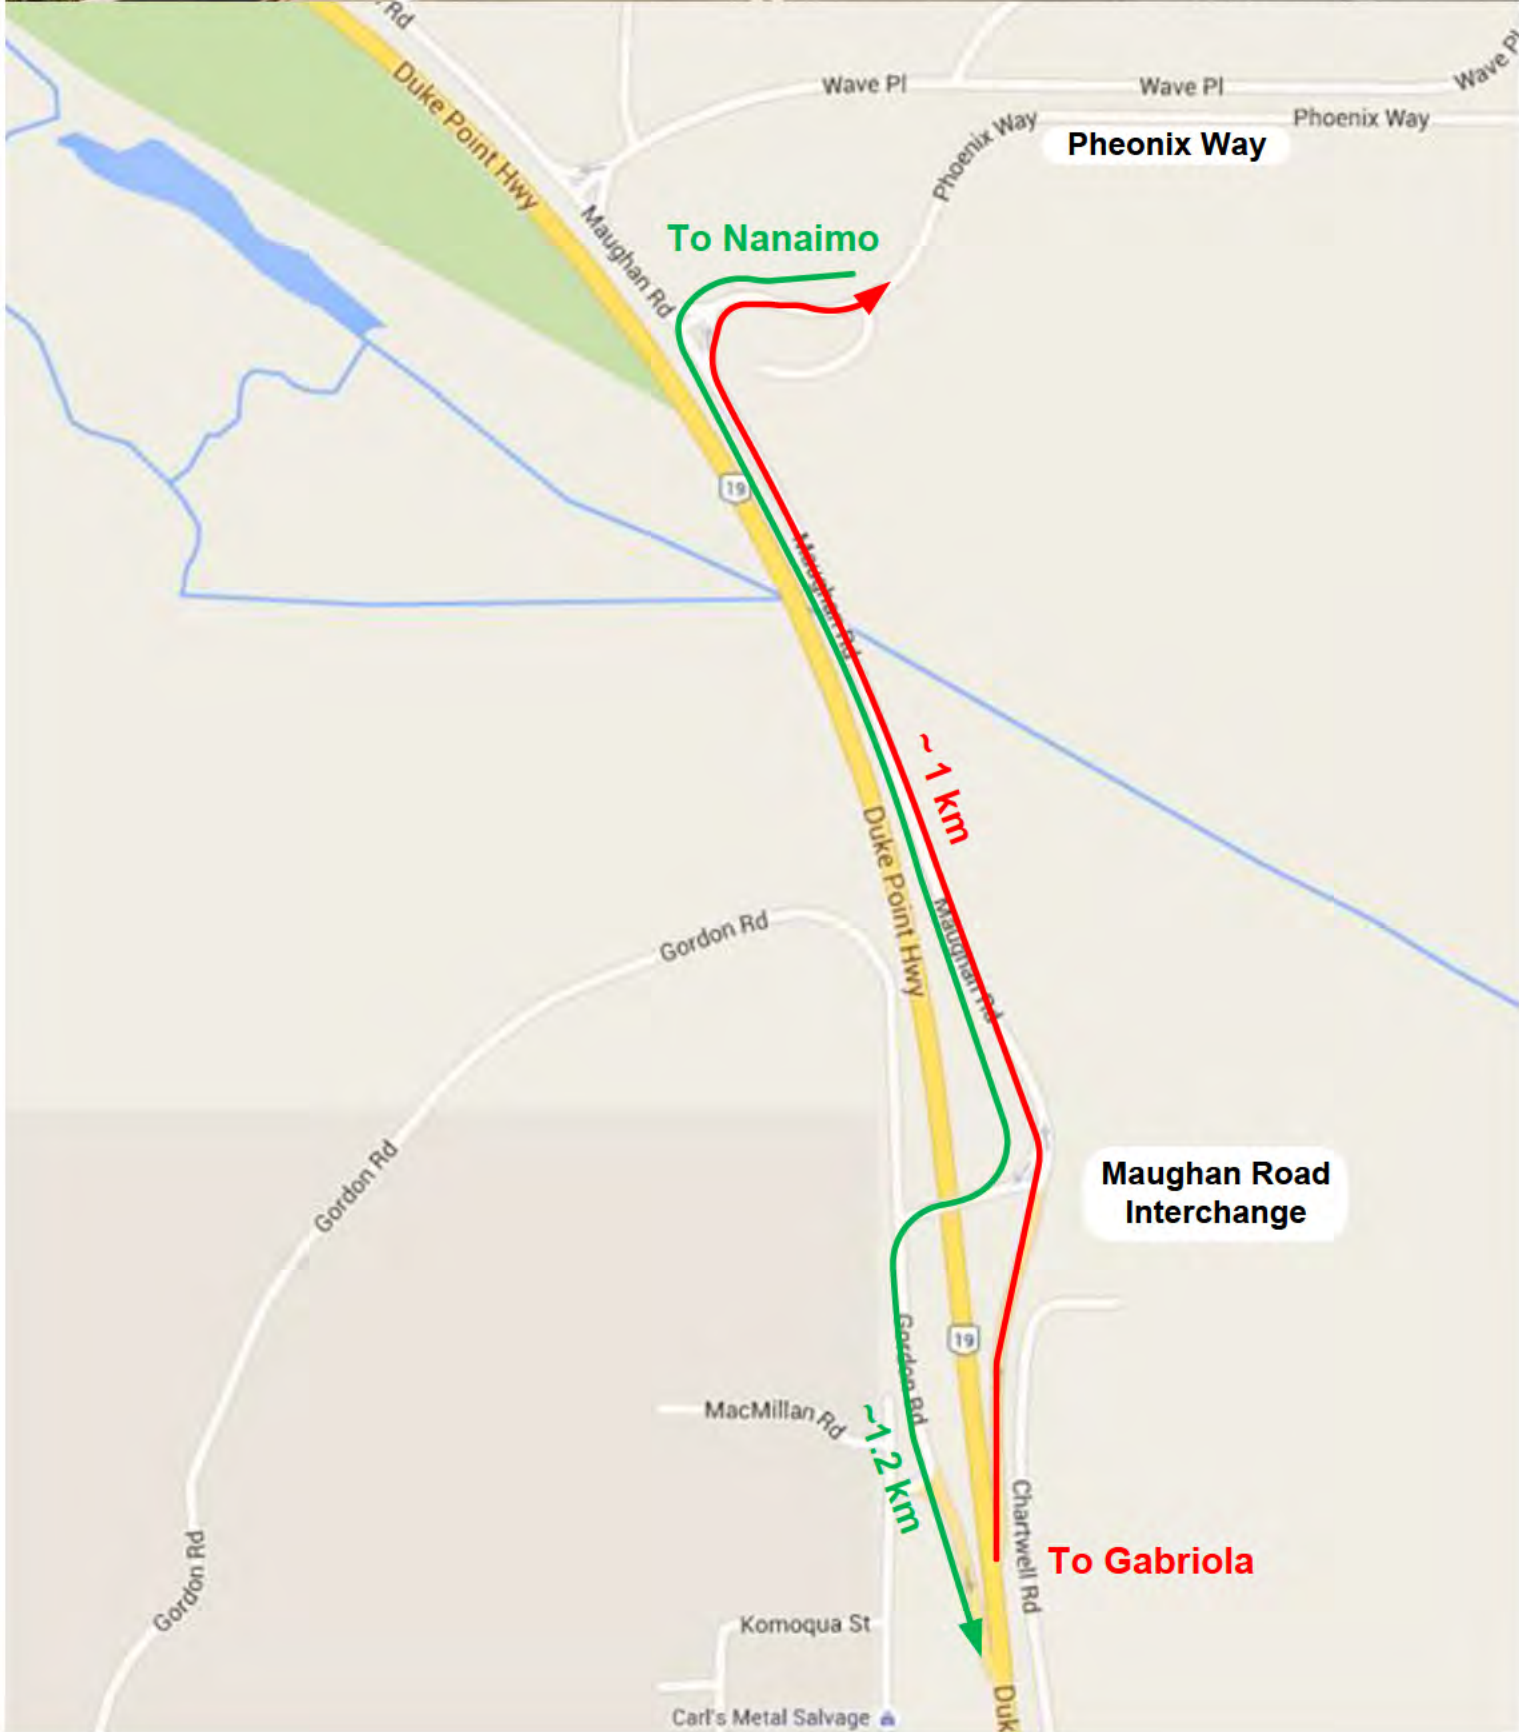 Rd
Wave Pl
Wave Pl
Wave Pl
Duke Point Hwy
Phoenix Way
Phoenix Way
Pheonix Way
Maughan Rd
To Nanaimo
19
Maughan Rd
~ 1 km
Duke Point Hwy
Maughan Rd
Gordon Rd
Gordon Rd
Maughan Road
Interchange
19
Gordon Rd
MacMillan Rd
~1.2 km
Chartwell Rd
To Gabriola
Gordon Rd
Komoqua St
Duk
Carl's Metal Salvage